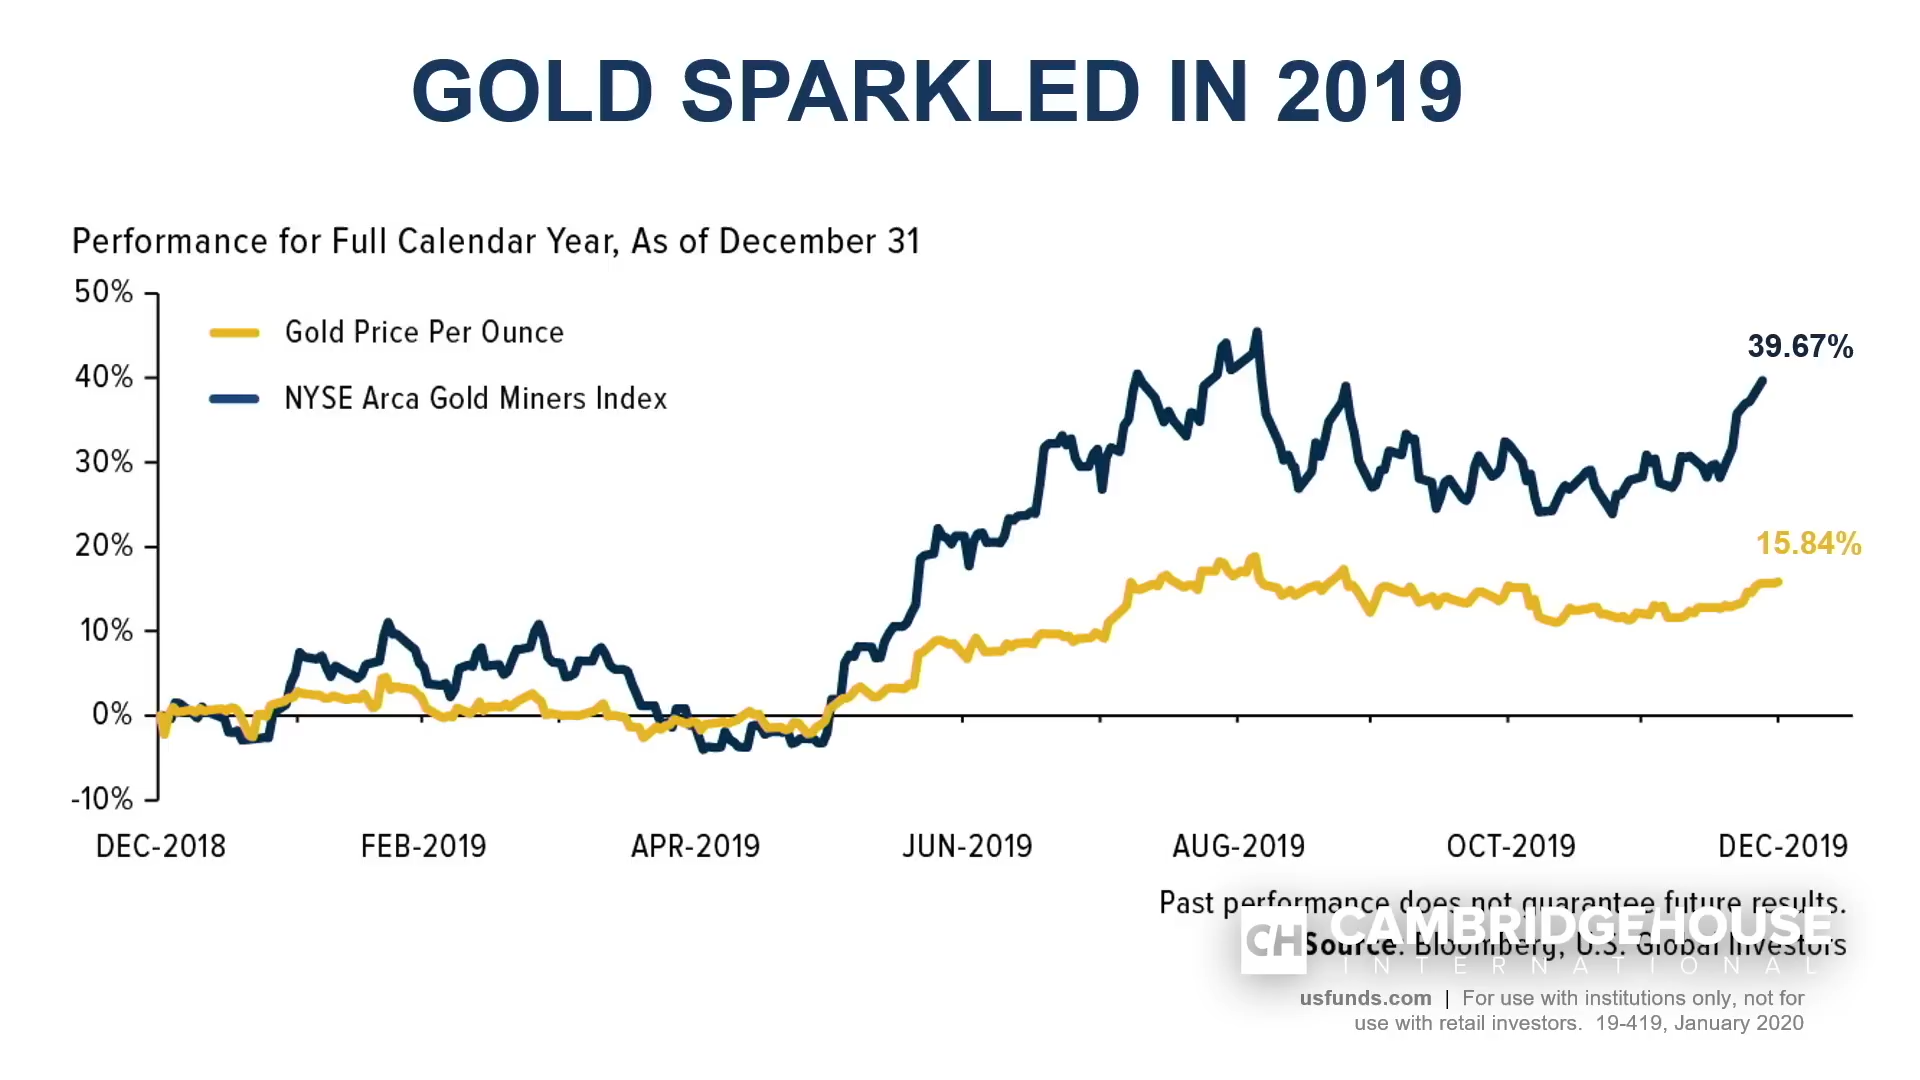 GOLD SPARKLED IN 2019
Performance for Full Calendar Year, As of December 31
50%
Gold Price Per Ounce
39.67%
40%
NYSE Arca Gold Miners Index
30%
20%
15.84%
10%
0%
-10%
DEC-2018 FEB-2019 APR-2019 JUN-2019 AUG-2019 OCT-2019 DEC-2019
Past performance does not guarantee future results.
CH CAMBRIDGEHOUSE
Source: Bloomberg, U.S. Global Investors
INTERNATIONAL
usfunds.com | For use with institutions only, not for
use with retail investors. 19-419, January 2020